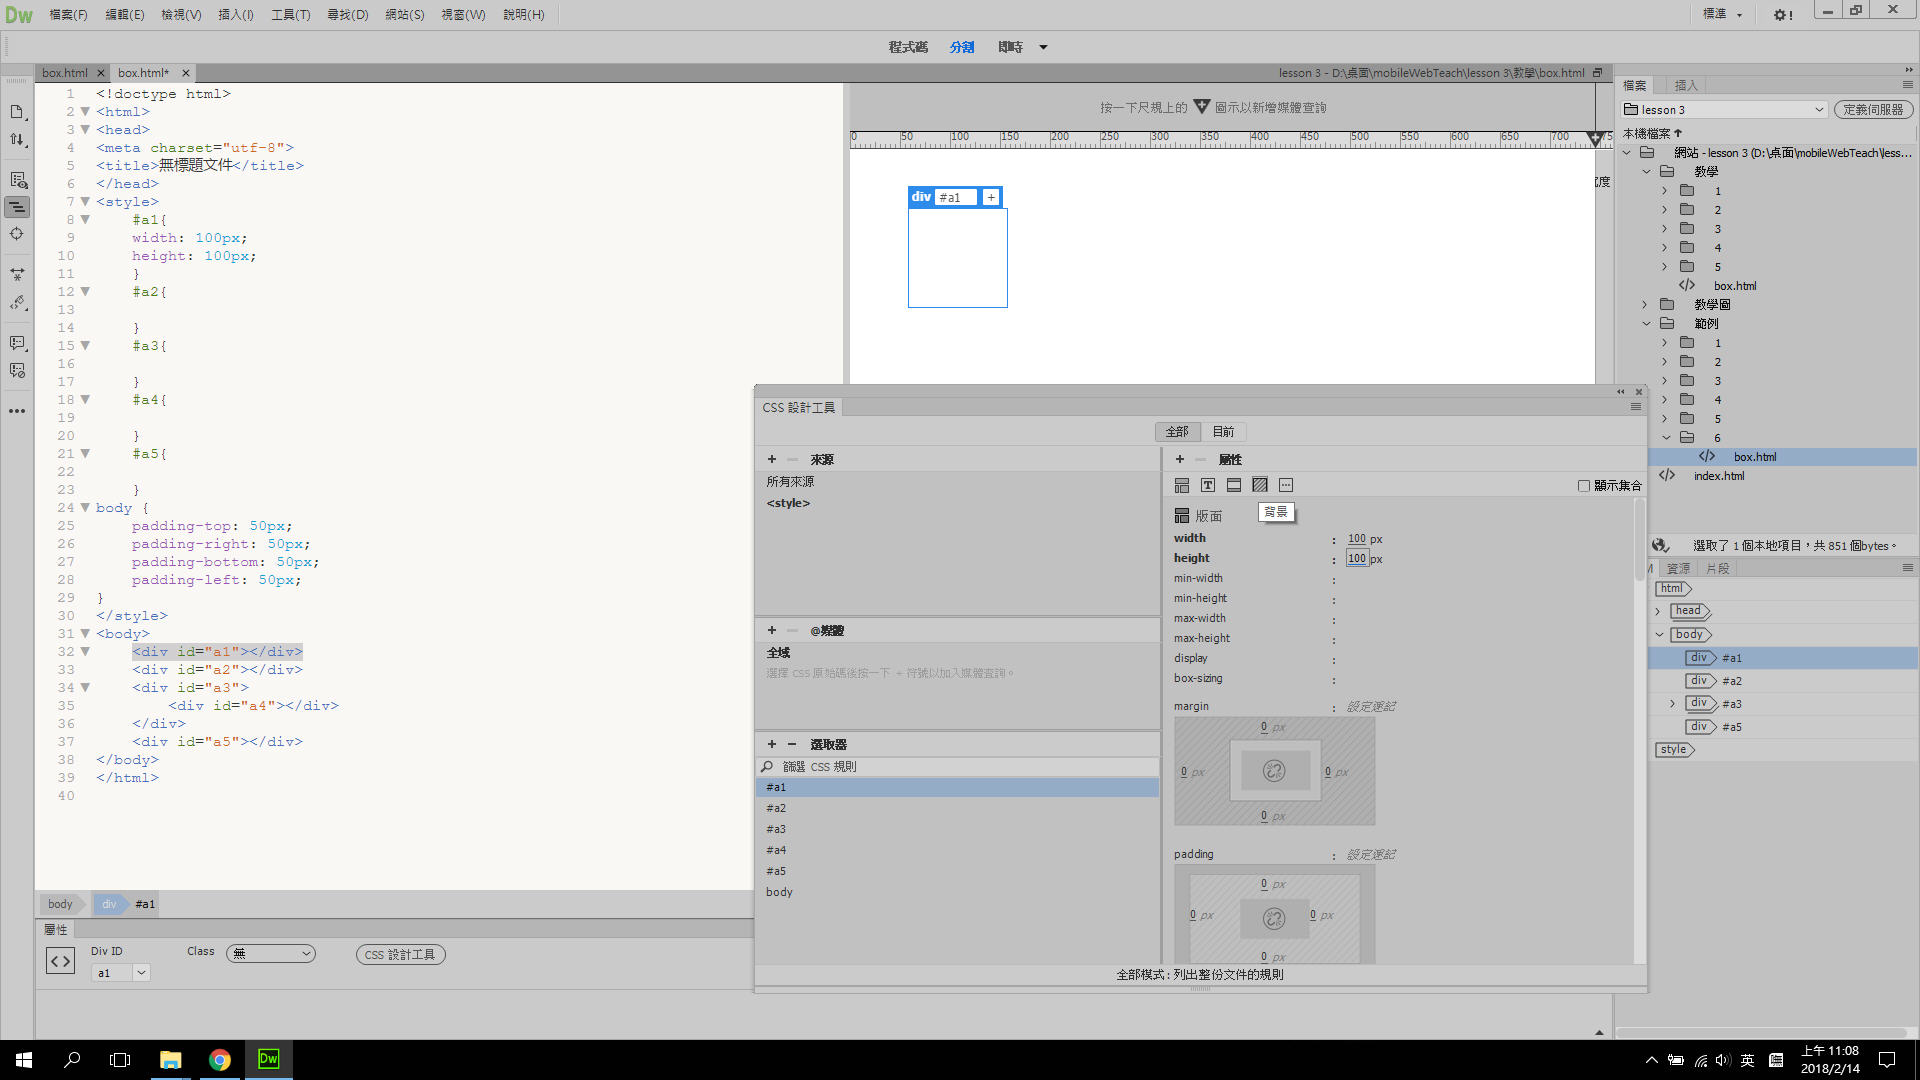 Dw 檔案(F) 編輯(E) 檢視(V) 插入(I) 工具(T) 尋找(D) 網站(S) 視窗(W) 說明(H) 標準
程式碼 分割 即時
box.html box.html* lesson 3 - D:\桌面\mobileWebTeach\lesson 3\教學\box.html
1 <!doctype html>
2 <html>
3 <head>
4 <meta charset="utf-8">
5 <title>無標題文件</title>
6 </head>
7 <style>
8 #a1{
9 width: 100px;
10 height: 100px;
11 }
12 #a2{
13
14 }
15 #a3{
16
17 }
18 #a4{
19
20 }
21 #a5{
22
23 }
24 body {
25 padding-top: 50px;
26 padding-right: 50px;
27 padding-bottom: 50px;
28 padding-left: 50px;
29 }
30 </style>
31 <body>
32 <div id="a1"></div>
33 <div id="a2"></div>
34 <div id="a3">
35 <div id="a4"></div>
36 </div>
37 <div id="a5"></div>
38 </body>
39 </html>
40
body div #a1
屬性
Div ID Class 無 CSS 設計工具
a1
按一下尺規上的 圖示以新增媒體查詢
0 50 100 150 200 250 300 350 400 450 500 550 600 650 700 75
div #a1 +
CSS 設計工具
全部 目前
+ 來源
所有來源
<style>
+ @媒體
全域
選擇 CSS 原始碼後按一下 + 符號以加入媒體查詢。
+ − 選取器
篩選 CSS 規則
#a1
#a2
#a3
#a4
#a5
body
+ 屬性
顯示集合
版面 背景
width : 100 px
height : 100 px
min-width :
min-height :
max-width :
max-height :
display :
box-sizing :
margin : 設定速記
0 px
0 px 0 px
0 px
padding : 設定速記
0 px
0 px 0 px
0 px
全部模式 : 列出整份文件的規則
檔案 插入
lesson 3 定義伺服器
本機檔案
網站 - lesson 3 (D:\桌面\mobileWebTeach\less...
教學
1
2
3
4
5
box.html
教學圖
範例
1
2
3
4
5
6
box.html
index.html
選取了 1 個本地項目，共 851 個bytes。
M 資源 片段
html
head
body
div #a1
div #a2
div #a3
div #a5
style
Dw 英 上午 11:08
2018/2/14